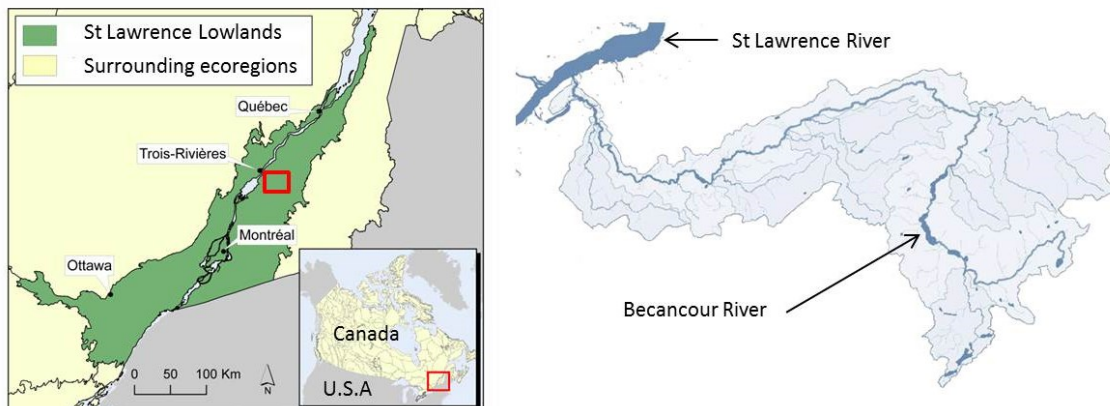 St Lawrence Lowlands
Surrounding ecoregions
Québec
Trois-Rivières
Montréal
Ottawa
0 50 100 Km
N
Canada
U.S.A
St Lawrence River
Becancour River